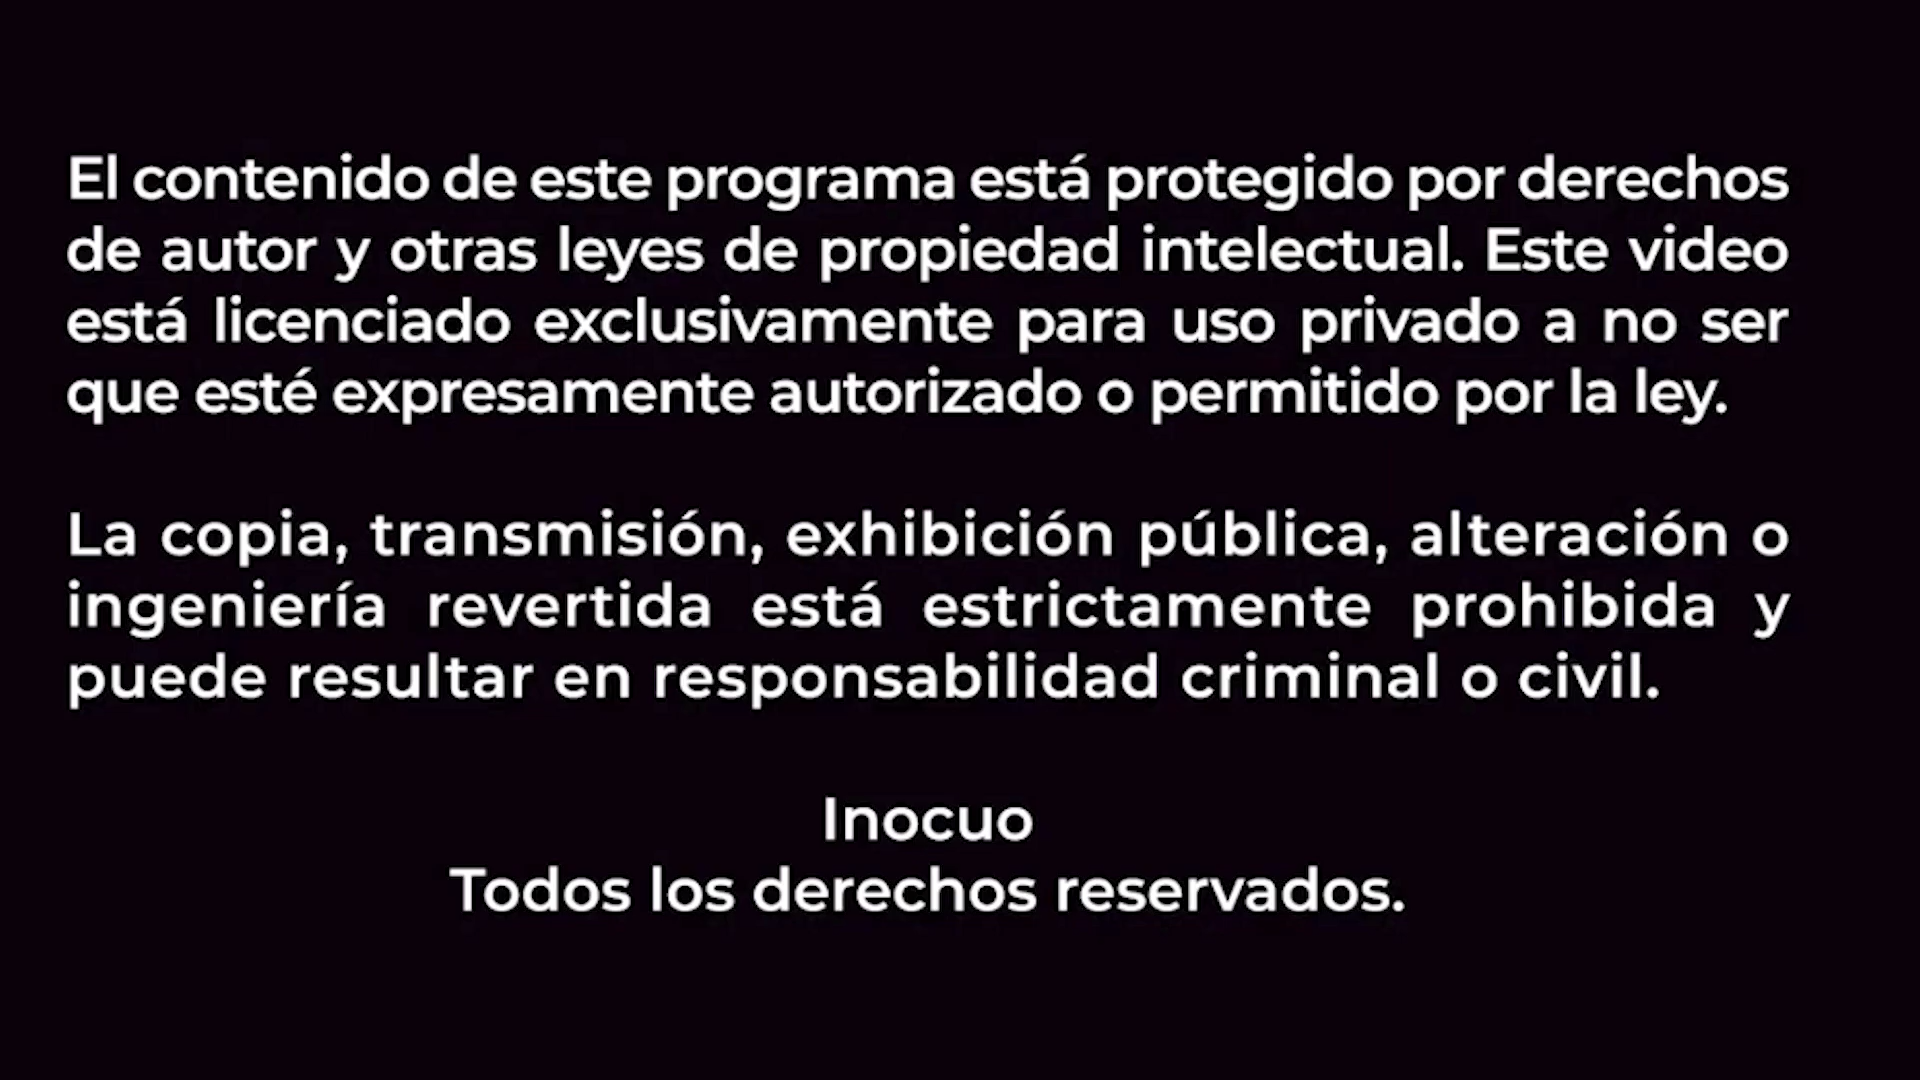 El contenido de este programa está protegido por derechos
de autor y otras leyes de propiedad intelectual. Este video
está licenciado exclusivamente para uso privado a no ser
que esté expresamente autorizado o permitido por la ley.
La copia, transmisión, exhibición pública, alteración o
ingeniería revertida está estrictamente prohibida y
puede resultar en responsabilidad criminal o civil.
Inocuo
Todos los derechos reservados.